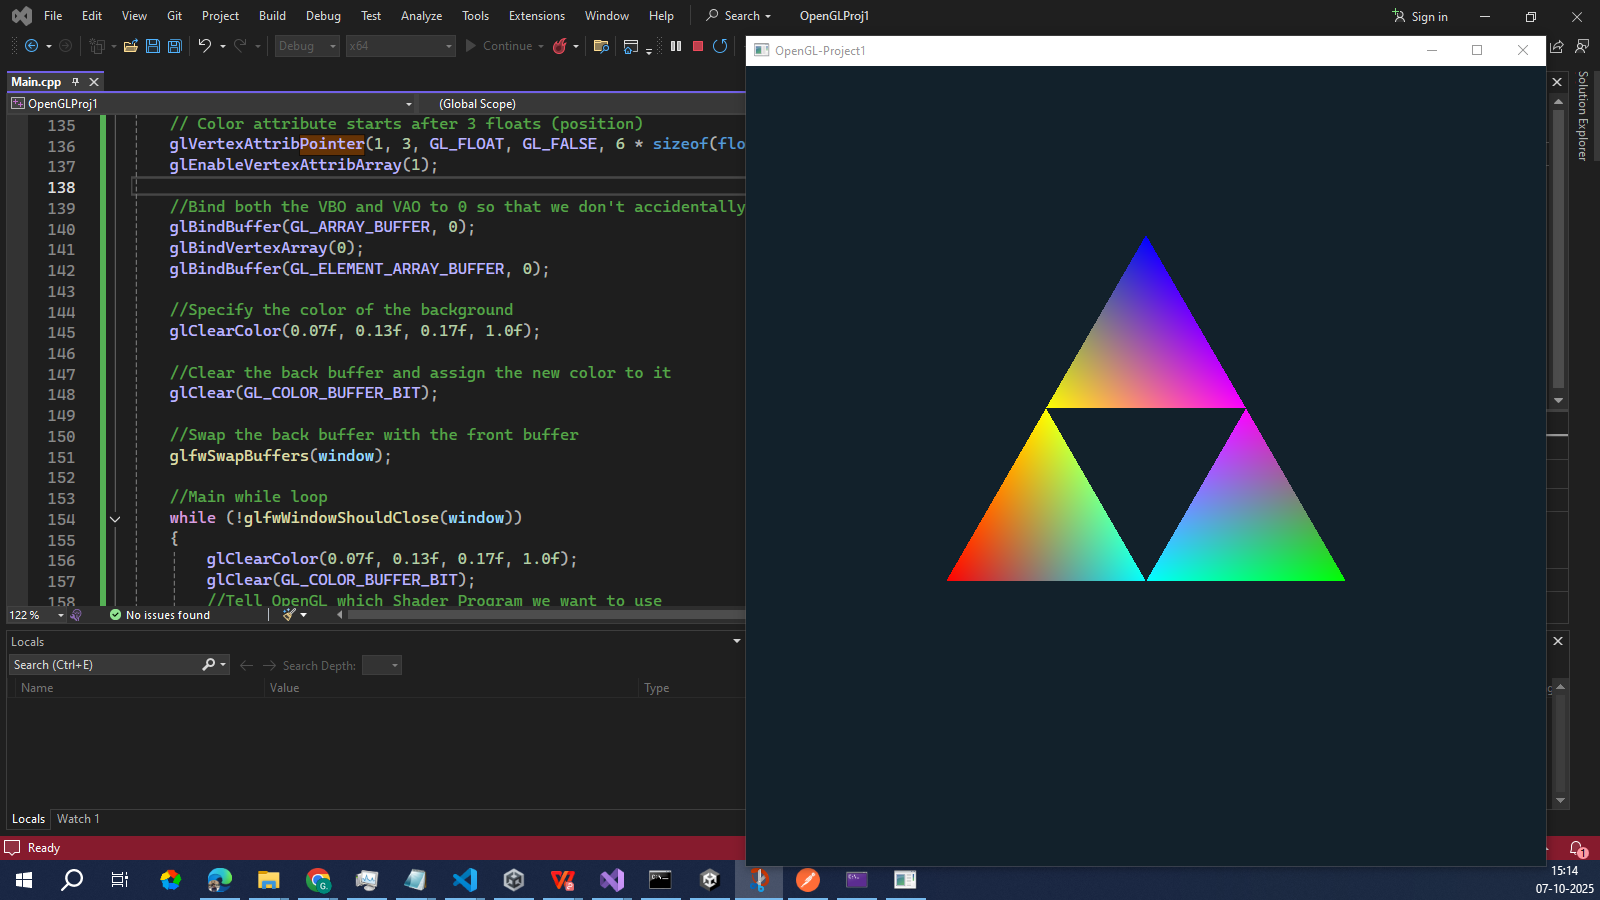 File Edit View Git Project Build Debug Test Analyze Tools Extensions Window Help Search OpenGLProj1 Sign in
Debug x64 Continue
OpenGL-Project1
Main.cpp
OpenGLProj1 (Global Scope)
Solution Explorer
135 // Color attribute starts after 3 floats (position)
136 glVertexAttribPointer(1, 3, GL_FLOAT, GL_FALSE, 6 * sizeof(flo
137 glEnableVertexAttribArray(1);
138
139 //Bind both the VBO and VAO to 0 so that we don't accidentally
140 glBindBuffer(GL_ARRAY_BUFFER, 0);
141 glBindVertexArray(0);
142 glBindBuffer(GL_ELEMENT_ARRAY_BUFFER, 0);
143
144 //Specify the color of the background
145 glClearColor(0.07f, 0.13f, 0.17f, 1.0f);
146
147 //Clear the back buffer and assign the new color to it
148 glClear(GL_COLOR_BUFFER_BIT);
149
150 //Swap the back buffer with the front buffer
151 glfwSwapBuffers(window);
152
153 //Main while loop
154 while (!glfwWindowShouldClose(window))
155 {
156 glClearColor(0.07f, 0.13f, 0.17f, 1.0f);
157 glClear(GL_COLOR_BUFFER_BIT);
158 //Tell OpenGL which Shader Program we want to use
122 % No issues found
Locals
Search (Ctrl+E) Search Depth:
Name Value Type
Locals Watch 1
Ready
1
15:14
07-10-2025